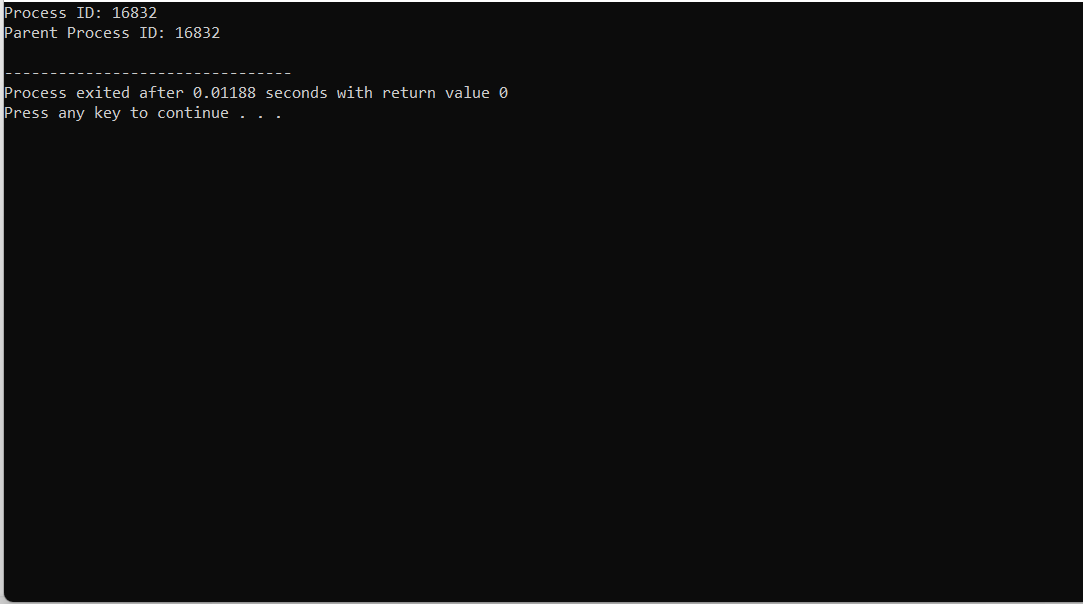 Process ID: 16832
Parent Process ID: 16832
--------------------------------
Process exited after 0.01188 seconds with return value 0
Press any key to continue . . .